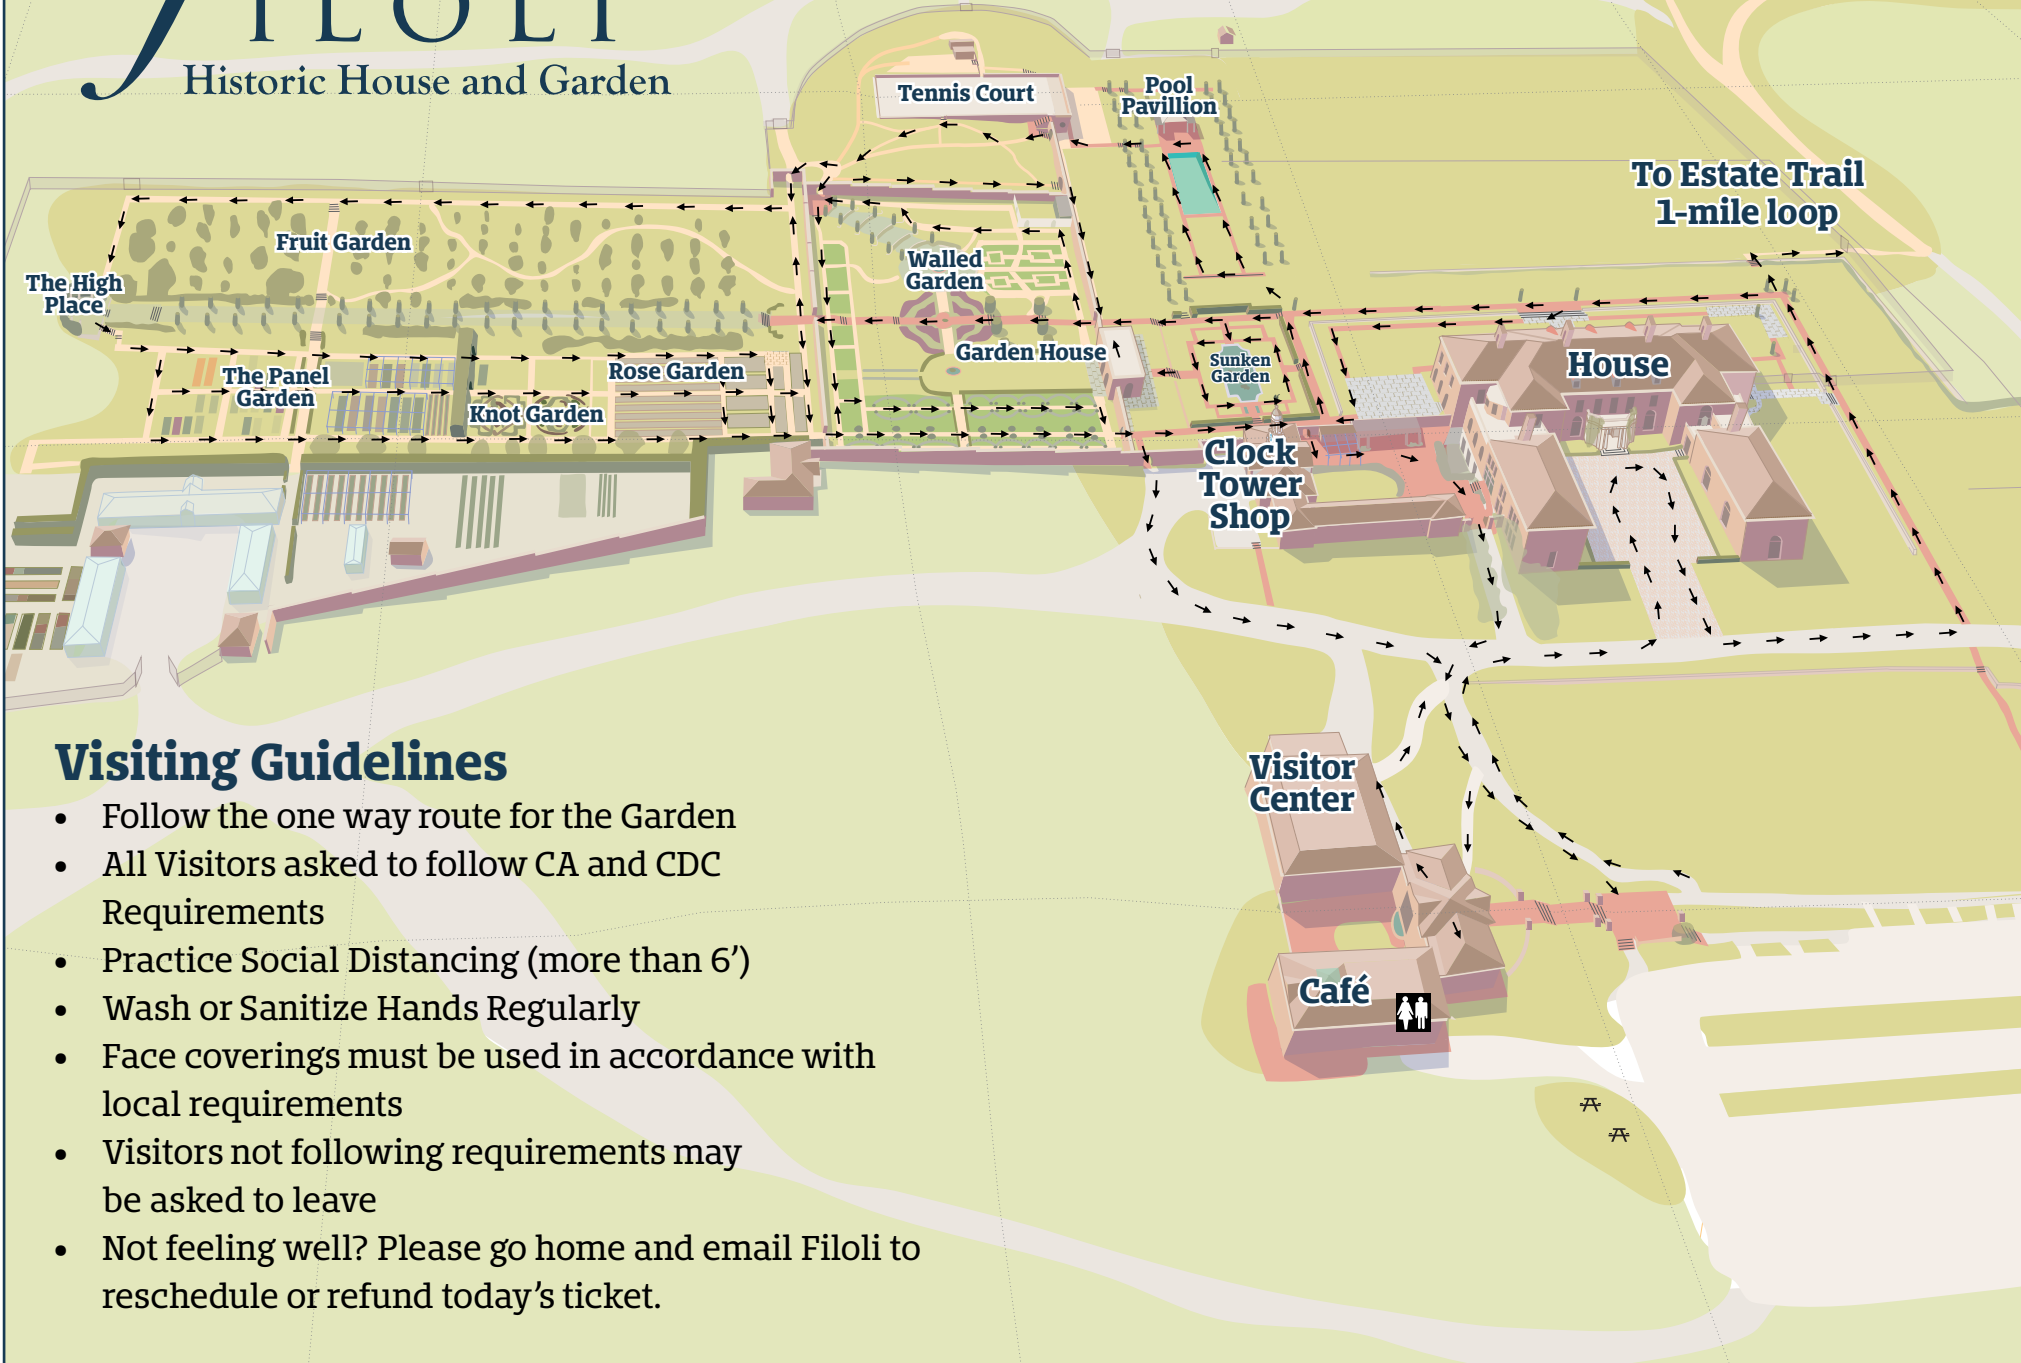 FILOLI
Historic House and Garden
Tennis Court
Pool
Pavillion
To Estate Trail
1-mile loop
Fruit Garden
The High
Place
Walled
Garden
Garden House
Sunken
Garden
House
The Panel
Garden
Rose Garden
Knot Garden
Clock
Tower
Shop
Visitor
Center
Café
Visiting Guidelines
• Follow the one way route for the Garden
• All Visitors asked to follow CA and CDC
Requirements
• Practice Social Distancing (more than 6’)
• Wash or Sanitize Hands Regularly
• Face coverings must be used in accordance with
local requirements
• Visitors not following requirements may
be asked to leave
• Not feeling well? Please go home and email Filoli to
reschedule or refund today’s ticket.